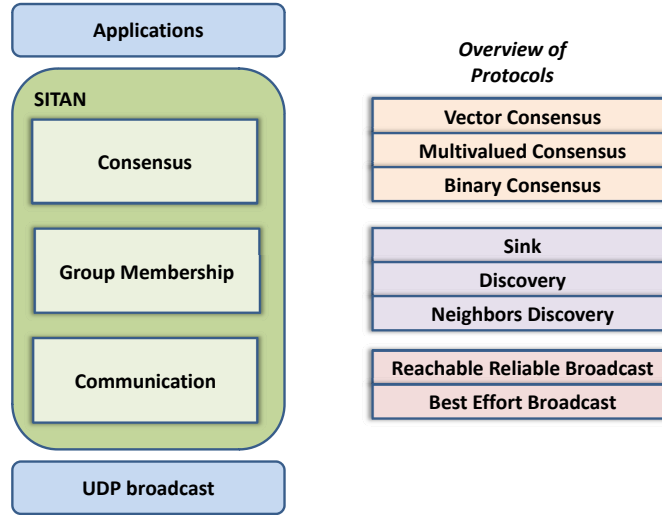 Applications
SITAN
Consensus
Group Membership
Communication
UDP broadcast
Overview of
Protocols
Vector Consensus
Multivalued Consensus
Binary Consensus
Sink
Discovery
Neighbors Discovery
Reachable Reliable Broadcast
Best Effort Broadcast